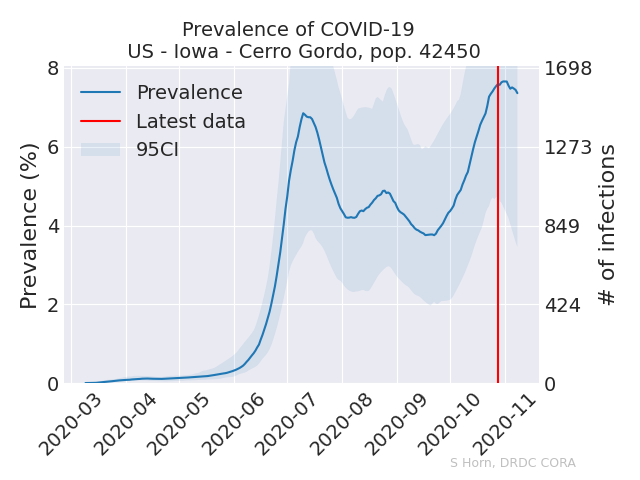 Prevalence of COVID-19
US - Iowa - Cerro Gordo, pop. 42450
Prevalence (%)
8
6
4
2
0
Prevalence
Latest data
95CI
1698
1273
849
424
0
# of infections
2020-03
2020-04
2020-05
2020-06
2020-07
2020-08
2020-09
2020-10
2020-11
S Horn, DRDC CORA